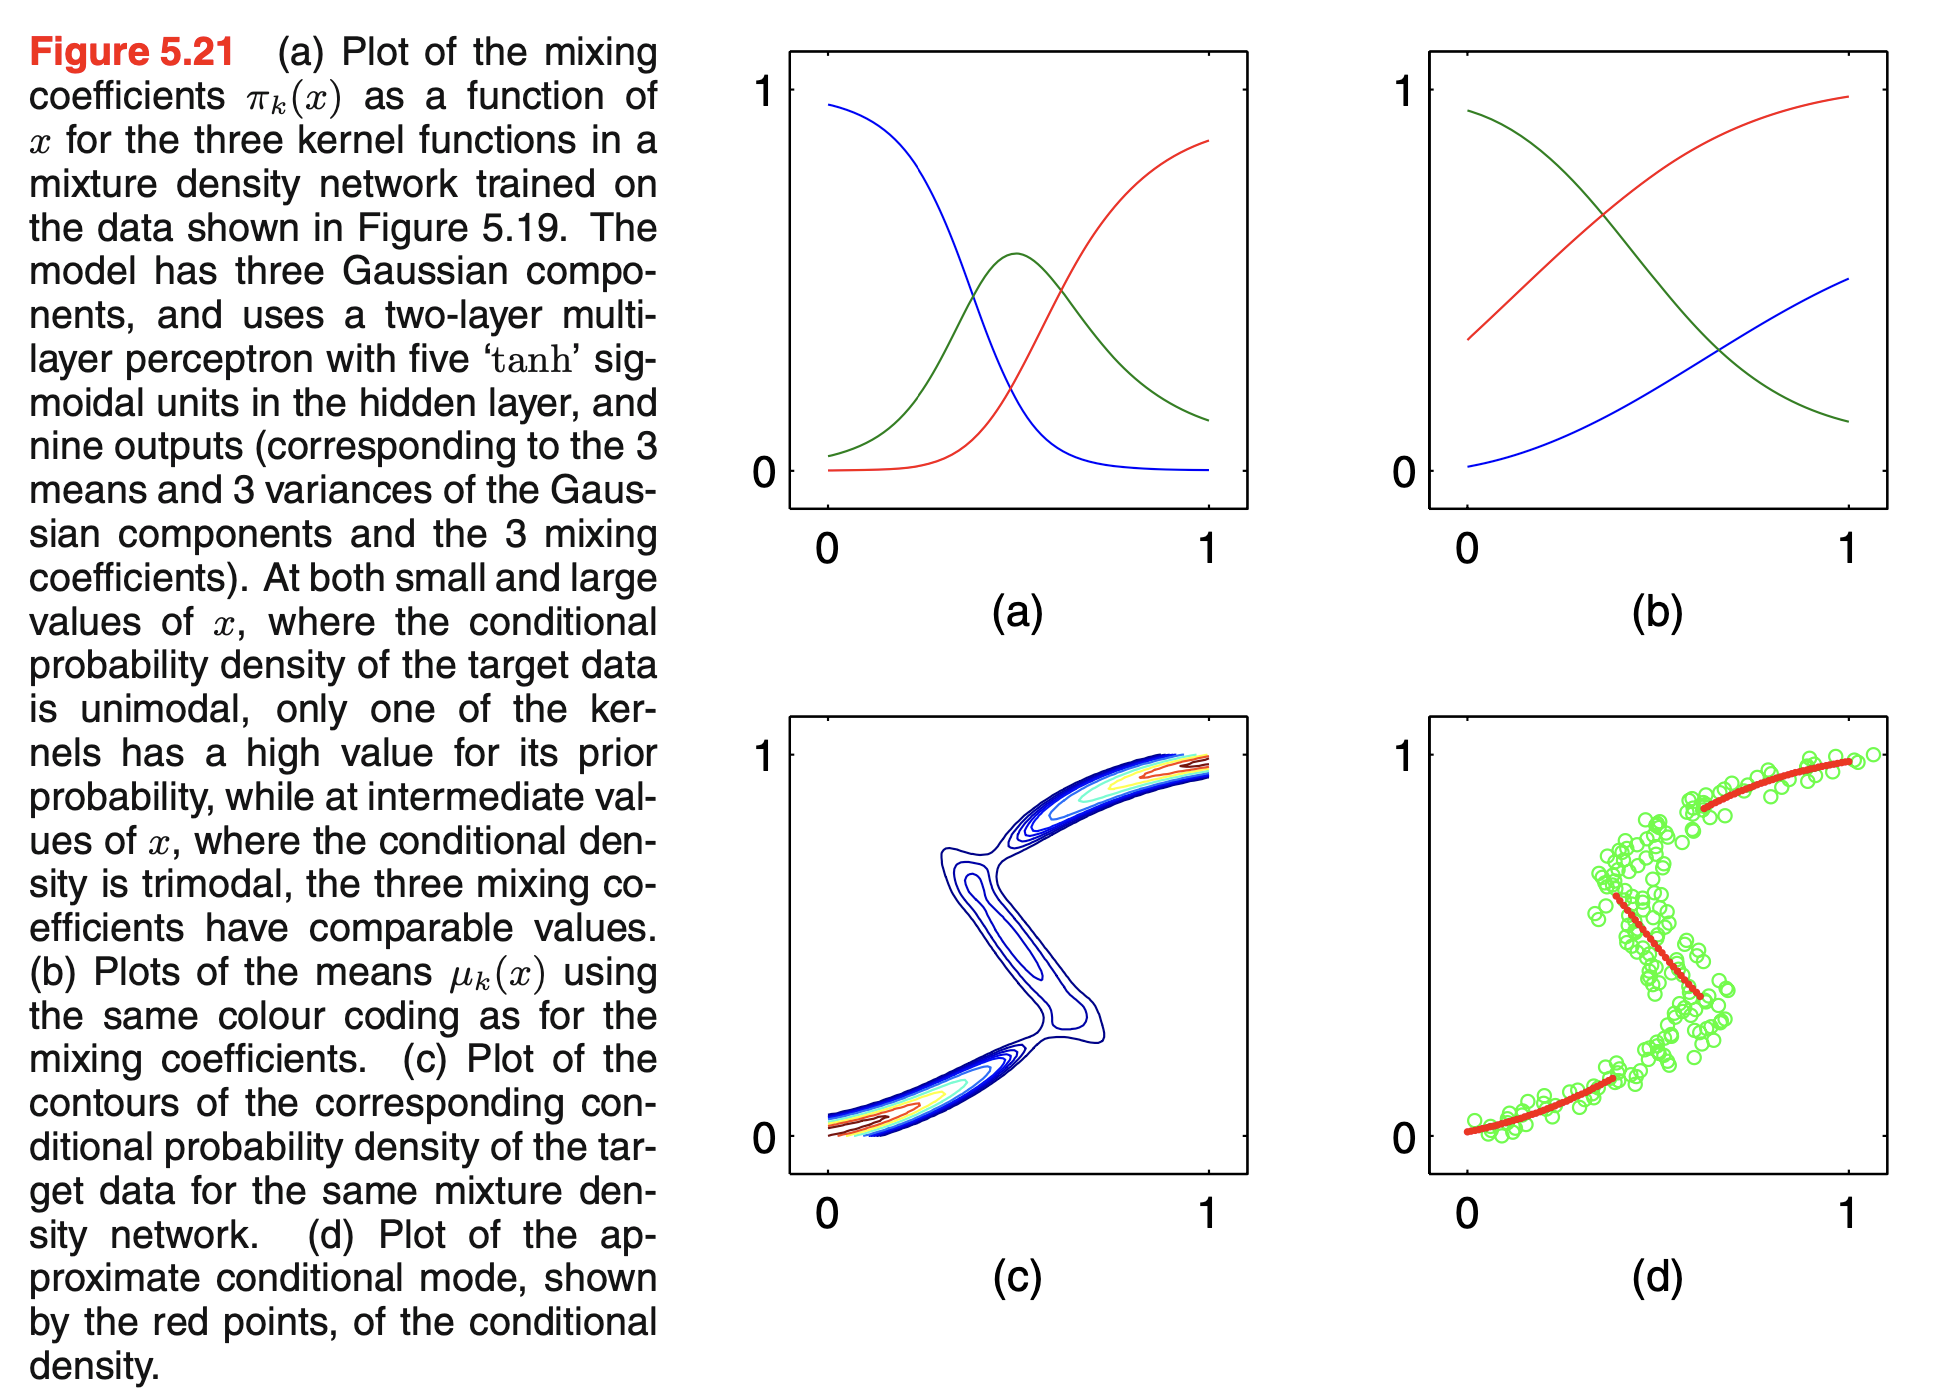 Figure 5.21 (a) Plot of the mixing
coefficients πk(x) as a function of
x for the three kernel functions in a
mixture density network trained on
the data shown in Figure 5.19. The
model has three Gaussian compo-
nents, and uses a two-layer multi-
layer perceptron with five ‘tanh’ sig-
moidal units in the hidden layer, and
nine outputs (corresponding to the 3
means and 3 variances of the Gaus-
sian components and the 3 mixing
coefficients). At both small and large
values of x, where the conditional
probability density of the target data
is unimodal, only one of the ker-
nels has a high value for its prior
probability, while at intermediate val-
ues of x, where the conditional den-
sity is trimodal, the three mixing co-
efficients have comparable values.
(b) Plots of the means μk(x) using
the same colour coding as for the
mixing coefficients. (c) Plot of the
contours of the corresponding con-
ditional probability density of the tar-
get data for the same mixture den-
sity network. (d) Plot of the ap-
proximate conditional mode, shown
by the red points, of the conditional
density.
1
0
0 1
(a)
1
0
0 1
(b)
1
0
0 1
(c)
1
0
0 1
(d)